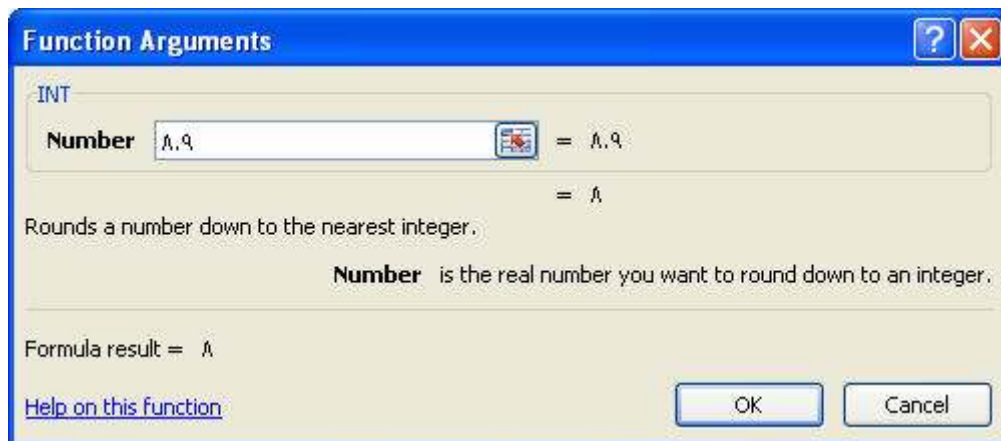 Function Arguments
INT
Number ٨.٩ = ٨.٩
= ٨
Rounds a number down to the nearest integer.
Number is the real number you want to round down to an integer.
Formula result = ٨
Help on this function
OK Cancel